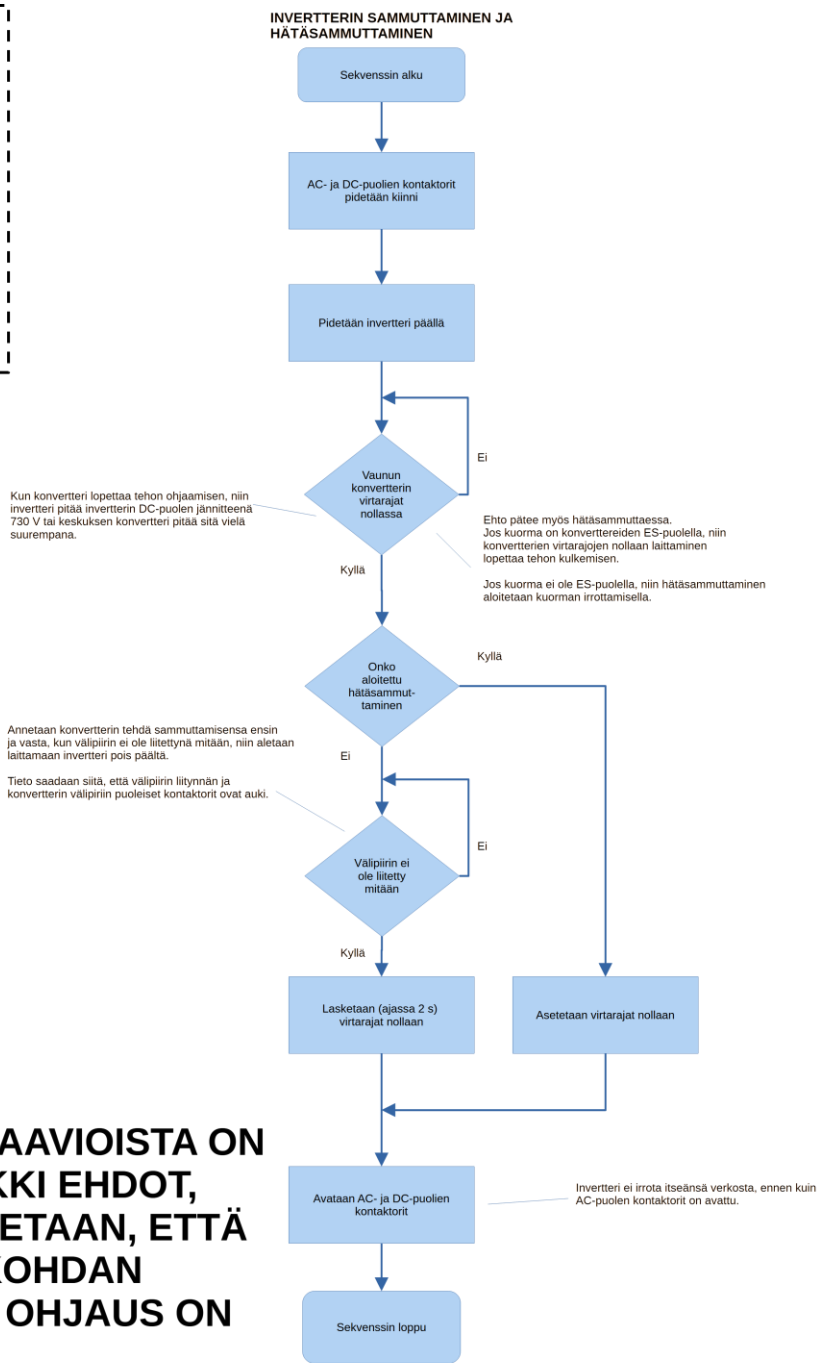 INVERTTERIN SAMMUTTAMINEN JA
HÄTÄSAMMUTTAMINEN
Sekvenssin alku
AC- ja DC-puolien kontaktorit
pidetään kiinni
Pidetään invertteri päällä
Ei
Vaunun
konvertterin
virtarajat
nollassa
Kun konvertteri lopettaa tehon ohjaamisen, niin
invertteri pitää invertterin DC-puolen jännitteenä
730 V tai keskuksen konvertteri pitää sitä vielä
suurempana.
Ehto pätee myös hätäsammuttaessa.
Jos kuorma on konverttereiden ES-puolella, niin
konvertterien virtarajojen nollaan laittaminen
lopettaa tehon kulkemisen.
Jos kuorma ei ole ES-puolella, niin hätäsammuttaminen
aloitetaan kuorman irrottamisella.
Kyllä
Onko
aloitettu
hätäsammut-
taminen
Kyllä
Annetaan konvertterin tehdä sammuttamisensa ensin
ja vasta, kun välipiirin ei ole liitettynä mitään, niin aletaan
laittamaan invertteri pois päältä.
Tieto saadaan siitä, että välipiirin liitynnän ja
konvertterin välipiriin puoleiset kontaktorit ovat auki.
Ei
Ei
Välipiirin ei
ole liitetty
mitään
Kyllä
Lasketaan (ajassa 2 s)
virtarajat nollaan
Asetetaan virtarajat nollaan
AAVIOISTA ON
KKI EHDOT,
ETAAN, ETTÄ
KOHDAN
OHJAUS ON
Avataan AC- ja DC-puolien
kontaktorit
Invertteri ei irrota itseänsä verkosta, ennen kuin
AC-puolen kontaktorit on avattu.
Sekvenssin loppu